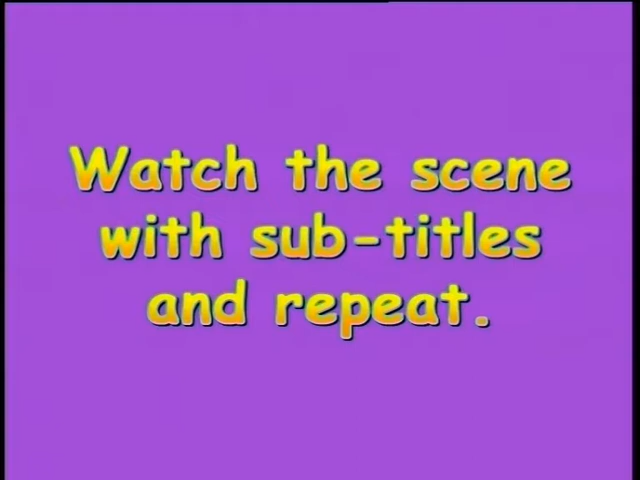 Watch the scene
with sub-titles
and repeat.